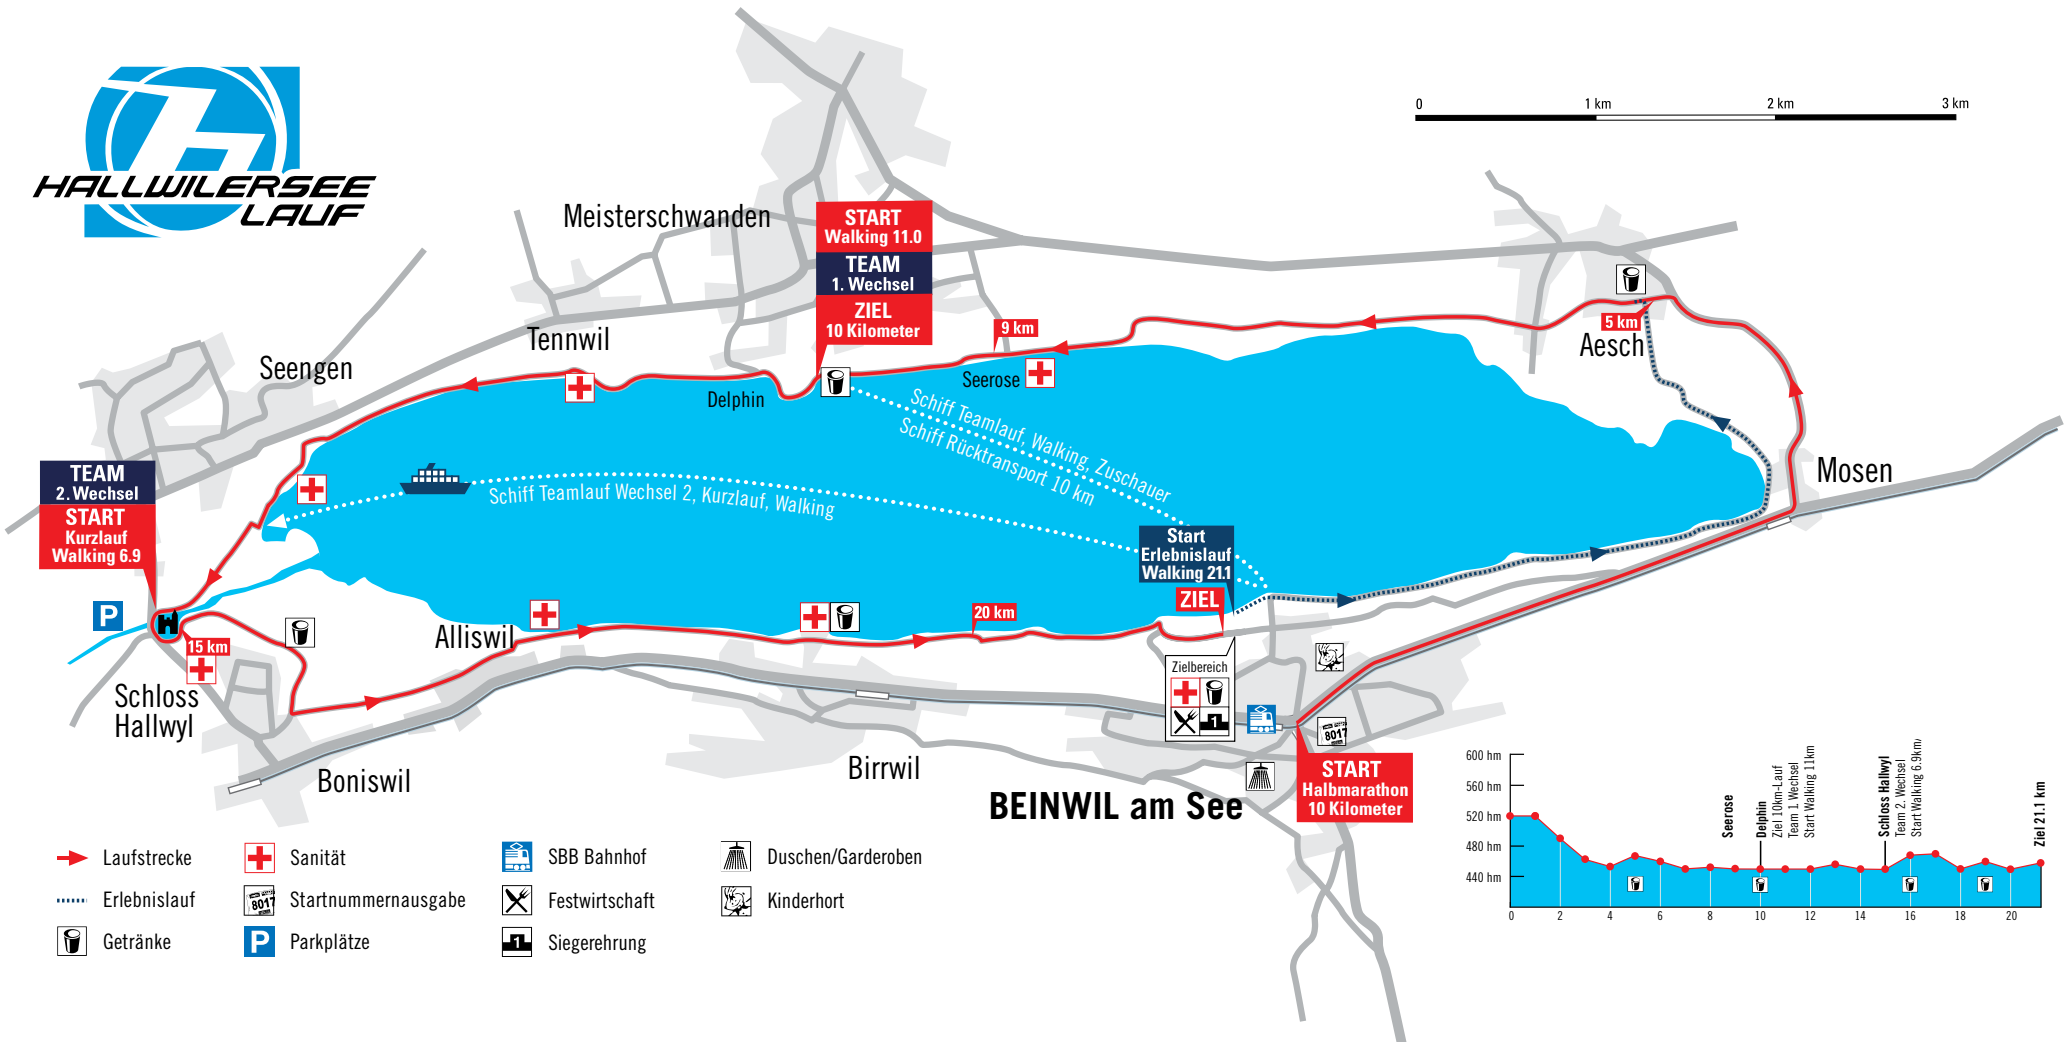 HALLWILERSEE
LAUF
0
1 km
2 km
3 km
Meisterschwanden
START
Walking 11.0
TEAM
1. Wechsel
ZIEL
10 Kilometer
Tennwil
Seengen
9 km
Seerose
Delphin
5 km
Aesch
Mosen
Schiff Teamlauf, Walking, Zuschauer
Schiff Rücktransport 10 km
Schiff Teamlauf Wechsel 2, Kurzlauf, Walking
TEAM
2. Wechsel
START
Kurzlauf
Walking 6.9
Start
Erlebnislauf
Walking 21.1
ZIEL
P
15 km
Alliswil
20 km
Zielbereich
1
Schloss
Hallwyl
Boniswil
Birrwil
BEINWIL am See
8017
START
Halbmarathon
10 Kilometer
Laufstrecke
Erlebnislauf
Getränke
Sanität
8017
Startnummernausgabe
P
Parkplätze
SBB Bahnhof
Festwirtschaft
1
Siegerehrung
Duschen/Garderoben
Kinderhort
600 hm
560 hm
520 hm
480 hm
440 hm
Seerose
Delphin
Ziel 10km-Lauf
Team 1. Wechsel
Start Walking 11km
Schloss Hallwyl
Team 2. Wechsel
Start Walking 6.9km/
Ziel 21.1 km
0
2
4
6
8
10
12
14
16
18
20